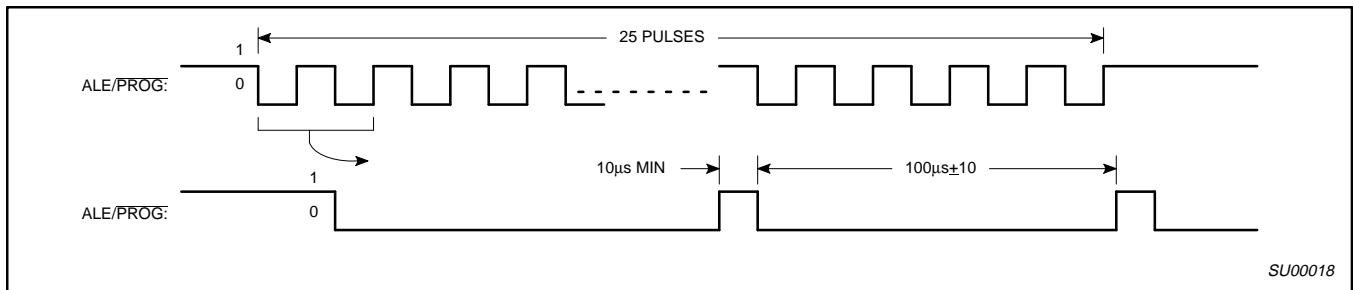 25 PULSES
1
ALE/PROG:
0
10µs MIN
100µs±10
1
ALE/PROG:
0
SU00018